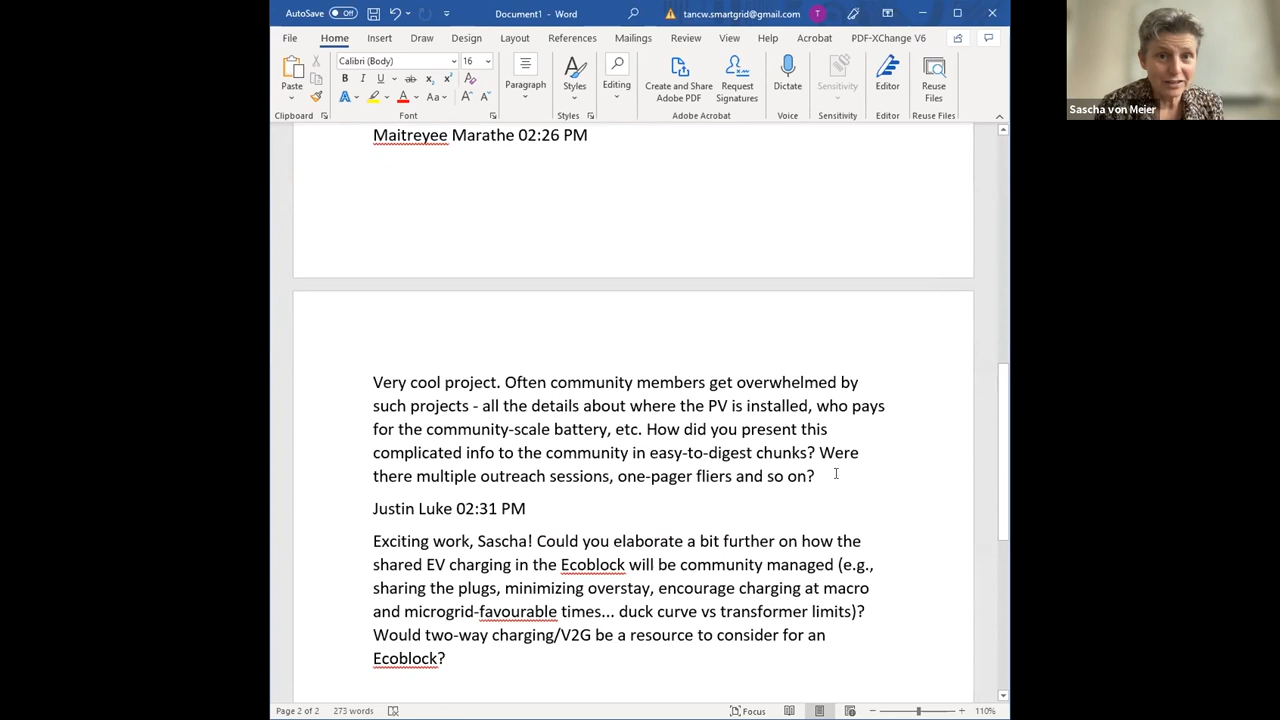 AutoSave Off Document1 - Word tancw.smartgrid@gmail.com T
File Home Insert Draw Design Layout References Mailings Review View Help Acrobat PDF-XChange V6
Calibri (Body) 16
Paste Paragraph Styles Editing Create and Share Adobe PDF Request Signatures Dictate Sensitivity Editor Reuse Files
B I U ab x₂ x²
A A Aa A A
Clipboard Font Styles Adobe Acrobat Voice Sensitivity Editor Reuse Files
Sascha von Meier
Maitreyee Marathe 02:26 PM
Very cool project. Often community members get overwhelmed by
such projects - all the details about where the PV is installed, who pays
for the community-scale battery, etc. How did you present this
complicated info to the community in easy-to-digest chunks? Were
there multiple outreach sessions, one-pager fliers and so on?
Justin Luke 02:31 PM
Exciting work, Sascha! Could you elaborate a bit further on how the
shared EV charging in the Ecoblock will be community managed (e.g.,
sharing the plugs, minimizing overstay, encourage charging at macro
and microgrid-favourable times... duck curve vs transformer limits)?
Would two-way charging/V2G be a resource to consider for an
Ecoblock?
Page 2 of 2 273 words Focus 110%